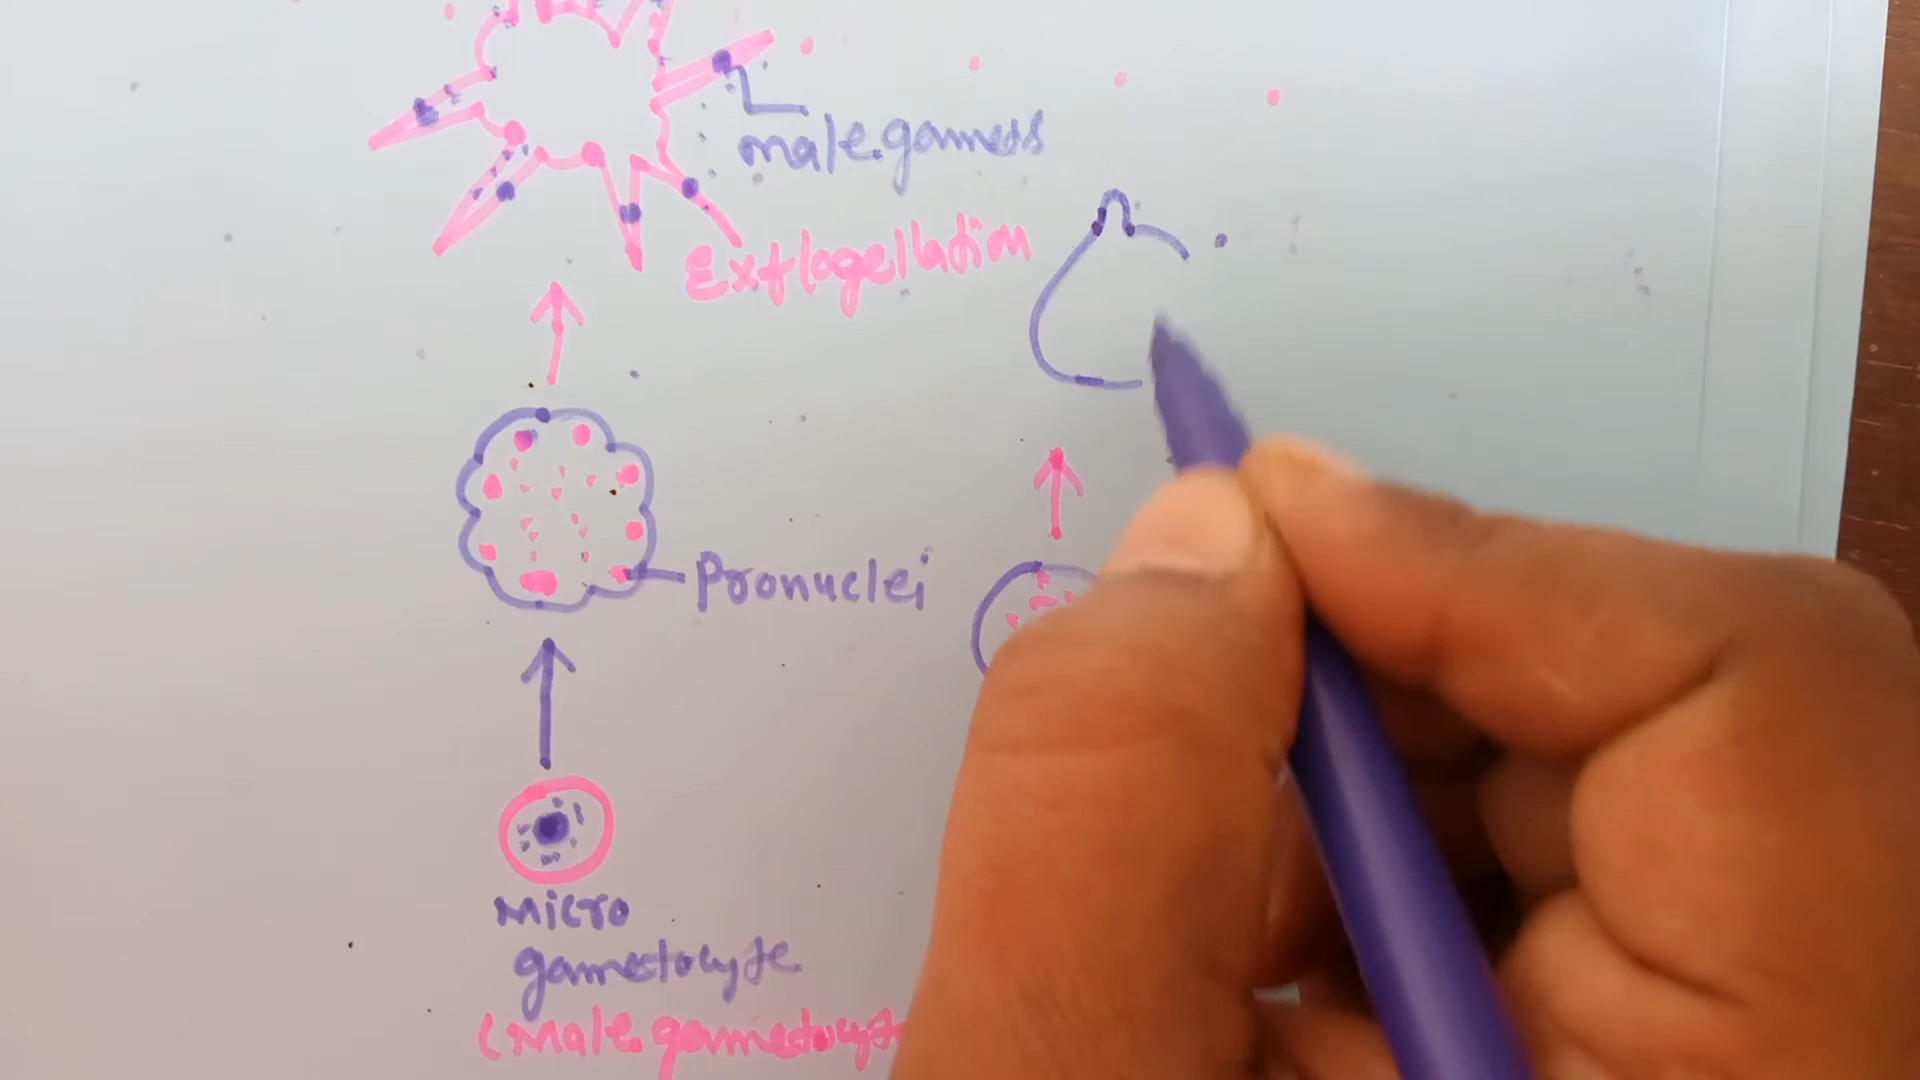 male gametes
Exflagellation
Pronuclei
Micro
gametocyte
(Male gametocyte